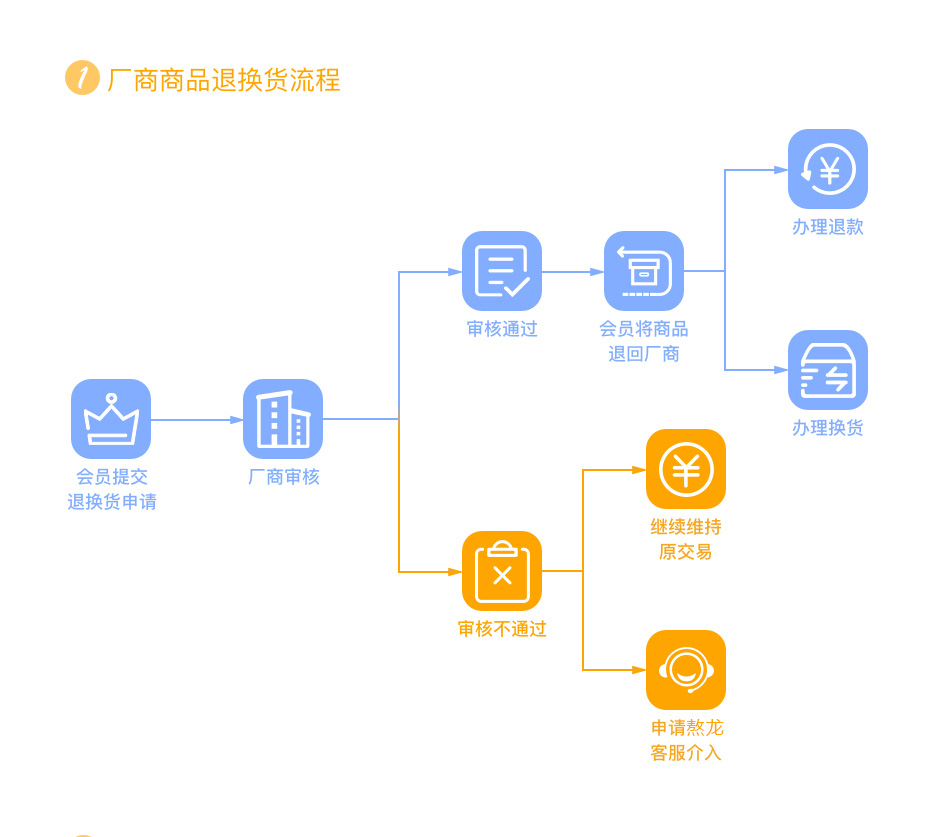 1 厂商商品退换货流程
办理退款
审核通过
会员将商品
退回厂商
办理换货
会员提交
退换货申请
厂商审核
继续维持
原交易
审核不通过
申请熬龙
客服介入